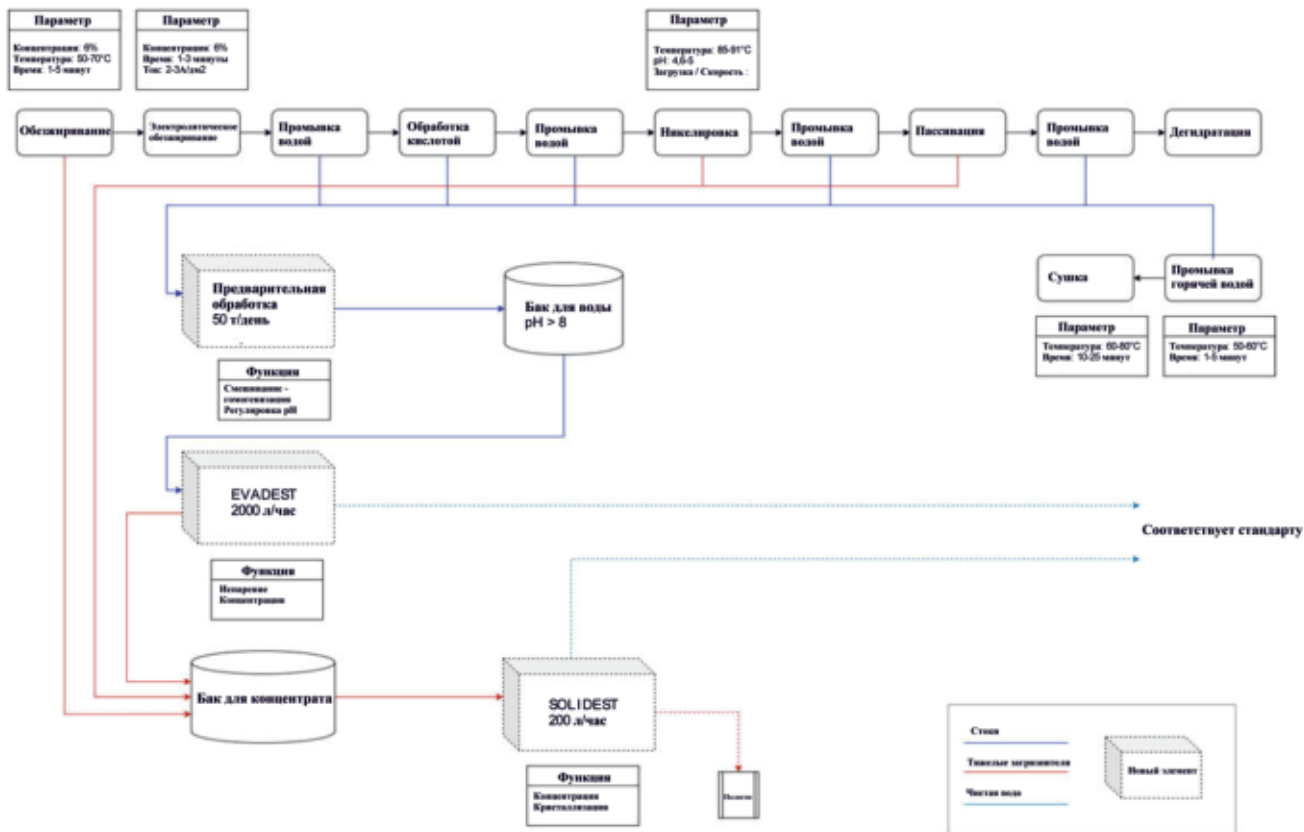 Параметр
Концентрация: 6%
Температура: 50-70°C
Время: 1-5 минут
Параметр
Концентрация: 6%
Время: 1-3 минуты
Ток: 2-3А/дм2
Параметр
Температура: 85-91°C
pH: 4,6-5
Загрузка / Скорость :
Обезжиривание
Электролитическое
обезжиривание
Промывка
водой
Обработка
кислотой
Промывка
водой
Никелировка
Промывка
водой
Пассивация
Промывка
водой
Дегидратация
Предварительная
обработка
50 т/день
Бак для воды
pH > 8
Сушка
Промывка
горячей водой
Параметр
Температура: 60-80°C
Время: 10-25 минут
Параметр
Температура: 50-60°C
Время: 1-5 минут
Функция
Смешивание -
гомогенизация
Регулировка pH
EVADEST
2000 л/час
Соответствует стандарту
Функция
Испарение
Концентрация
Бак для концентрата
SOLIDEST
200 л/час
Функция
Концентрация
Кристаллизация
Стоки
Тяжелые загрязнители
Чистая вода
Новый элемент